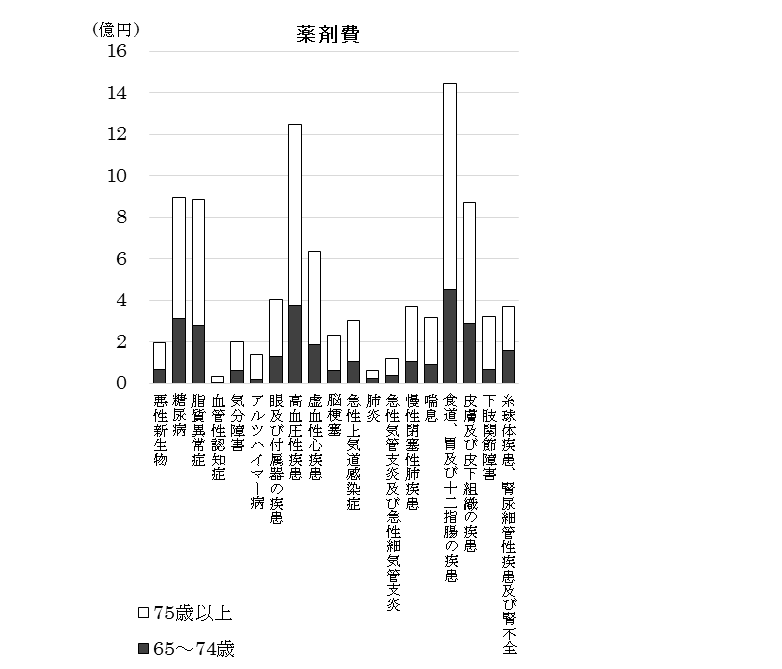 (億円)
薬剤費
16
14
12
10
8
6
4
2
0
悪性新生物
糖尿病
脂質異常症
血管性認知症
気分障害
アルツハイマー病
眼及び付属器の疾患
高血圧性疾患
虚血性心疾患
脳梗塞
急性上気道感染症
肺炎
急性気管支炎及び急性細気管支炎
慢性閉塞性肺疾患
喘息
食道、胃及び十二指腸の疾患
皮膚及び皮下組織の疾患
下肢関節障害
糸球体疾患、腎尿細管性疾患及び腎不全
75歳以上
65～74歳